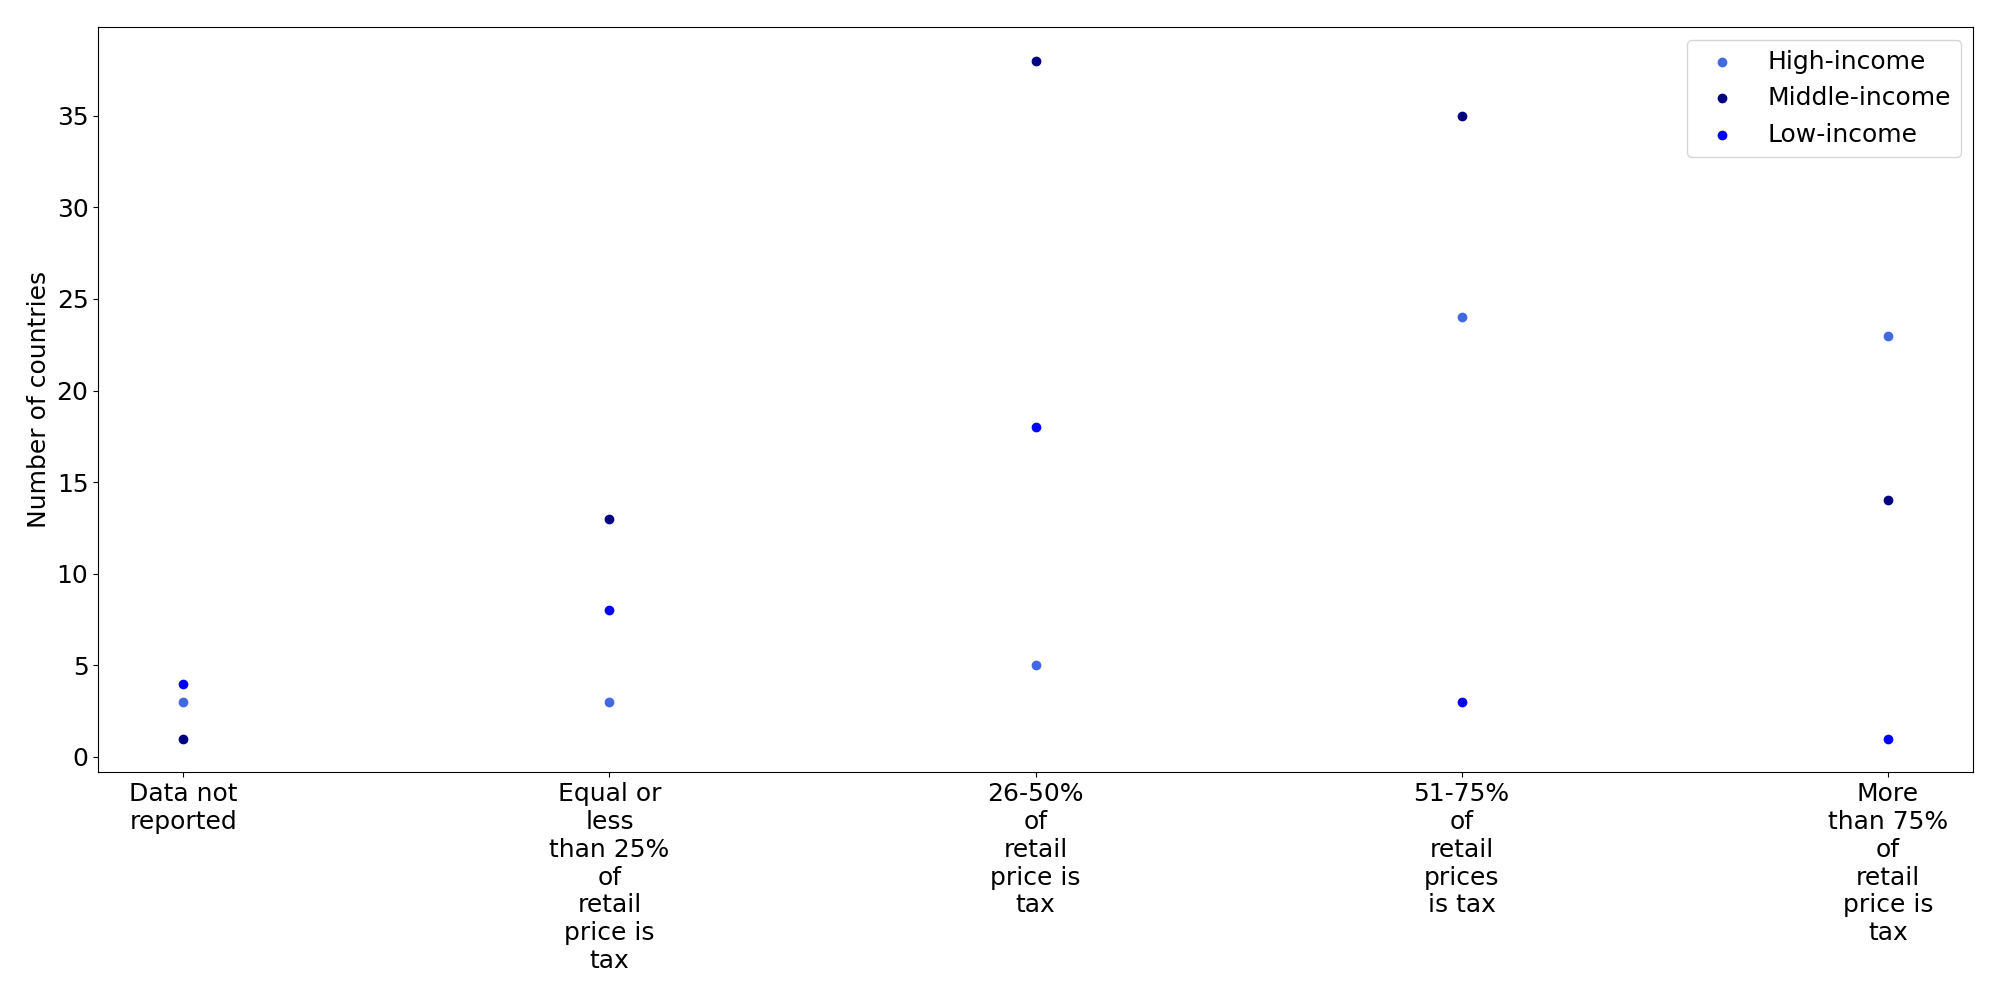 High-income
Middle-income
Low-income
Number of countries
35
30
25
20
15
10
5
0
Data not
reported
Equal or
less
than 25%
of
retail
price is
tax
26-50%
of
retail
price is
tax
51-75%
of
retail
prices
is tax
More
than 75%
of
retail
price is
tax